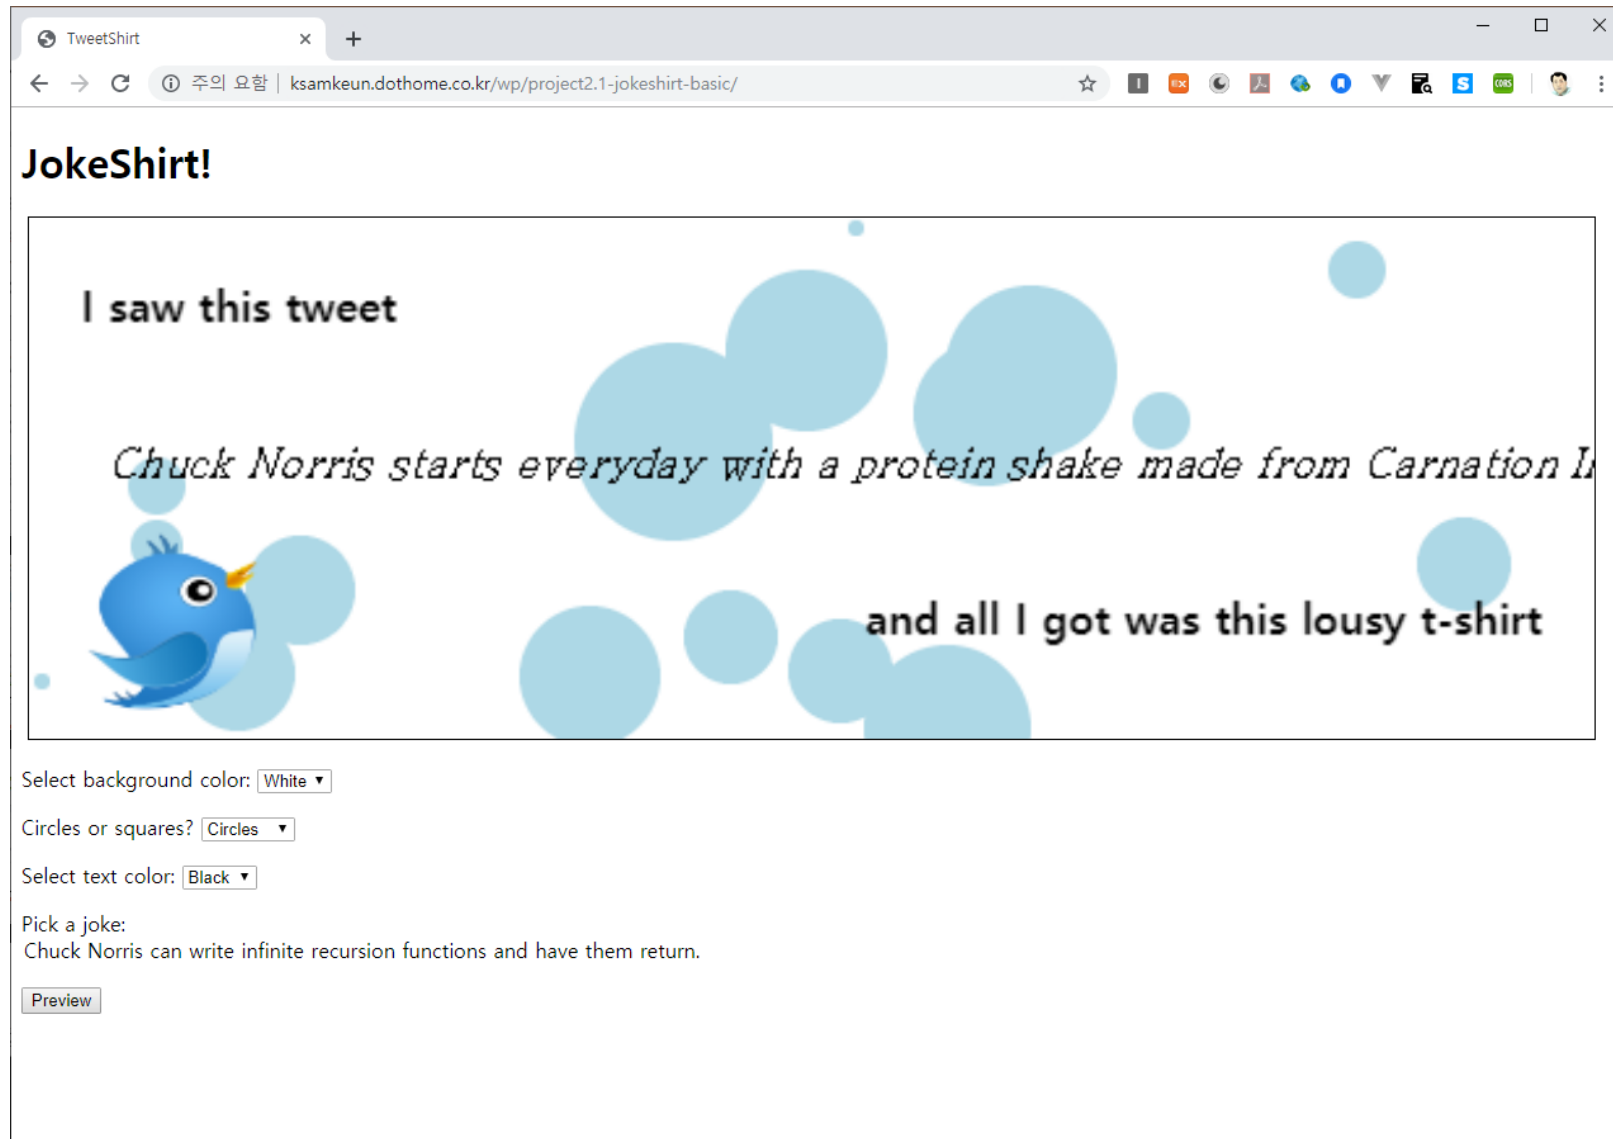 TweetShirt
주의 요함 ksamkeun.dothome.co.kr/wp/project2.1-jokeshirt-basic/
I EX S CORS
JokeShirt!
I saw this tweet
Chuck Norris starts everyday with a protein shake made from Carnation
and all I got was this lousy t-shirt
Select background color: White
Circles or squares? Circles
Select text color: Black
Pick a joke:
Chuck Norris can write infinite recursion functions and have them return.
Preview